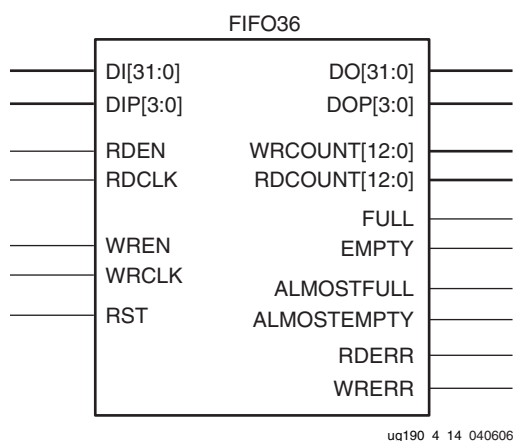 FIFO36
DI[31:0] DO[31:0]
DIP[3:0] DOP[3:0]
RDEN WRCOUNT[12:0]
RDCLK RDCOUNT[12:0]
FULL
WREN EMPTY
WRCLK
ALMOSTFULL
RST ALMOSTEMPTY
RDERR
WRERR
ug190_4_14_040606